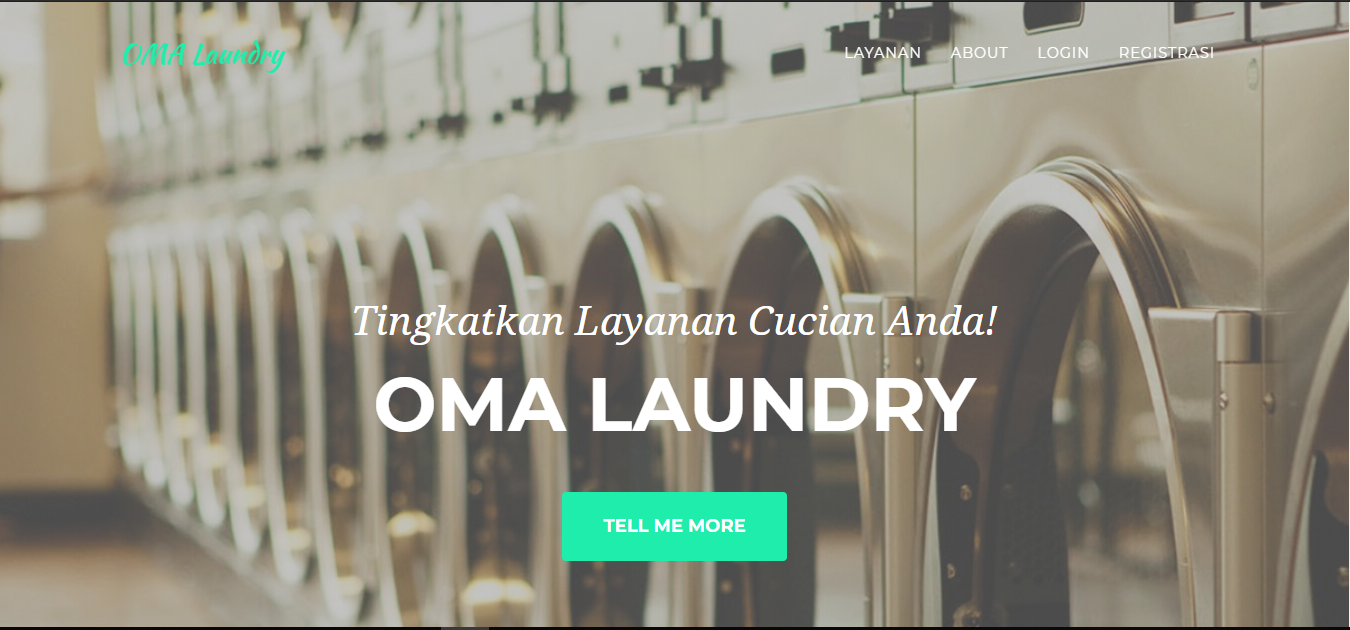 OMA Laundry
LAYANAN ABOUT LOGIN REGISTRASI
Tingkatkan Layanan Cucian Anda!
OMA LAUNDRY
TELL ME MORE